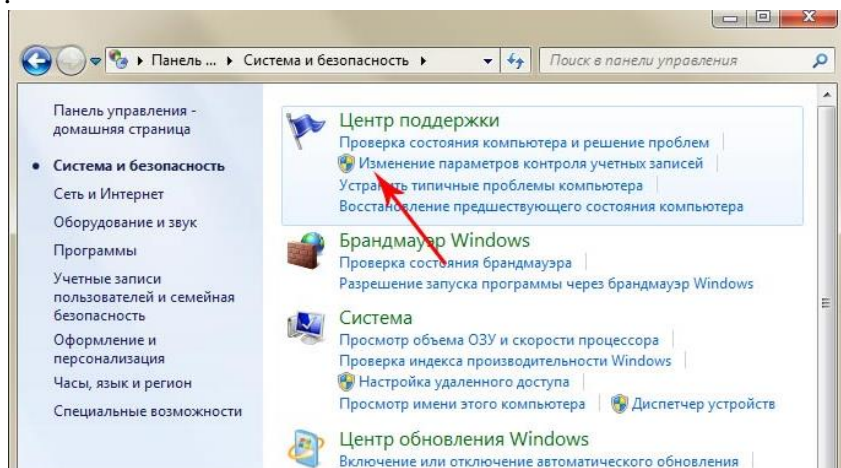 Панель ... Система и безопасность Поиск в панели управления
Панель управления -
домашняя страница
Система и безопасность
Сеть и Интернет
Оборудование и звук
Программы
Учетные записи
пользователей и семейная
безопасность
Оформление и
персонализация
Часы, язык и регион
Специальные возможности
Центр поддержки
Проверка состояния компьютера и решение проблем
Изменение параметров контроля учетных записей
Устранить типичные проблемы компьютера
Восстановление предшествующего состояния компьютера
Брандмауэр Windows
Проверка состояния брандмауэра
Разрешение запуска программы через брандмауэр Windows
Система
Просмотр объема ОЗУ и скорости процессора
Проверка индекса производительности Windows
Настройка удаленного доступа
Просмотр имени этого компьютера Диспетчер устройств
Центр обновления Windows
Включение или отключение автоматического обновления